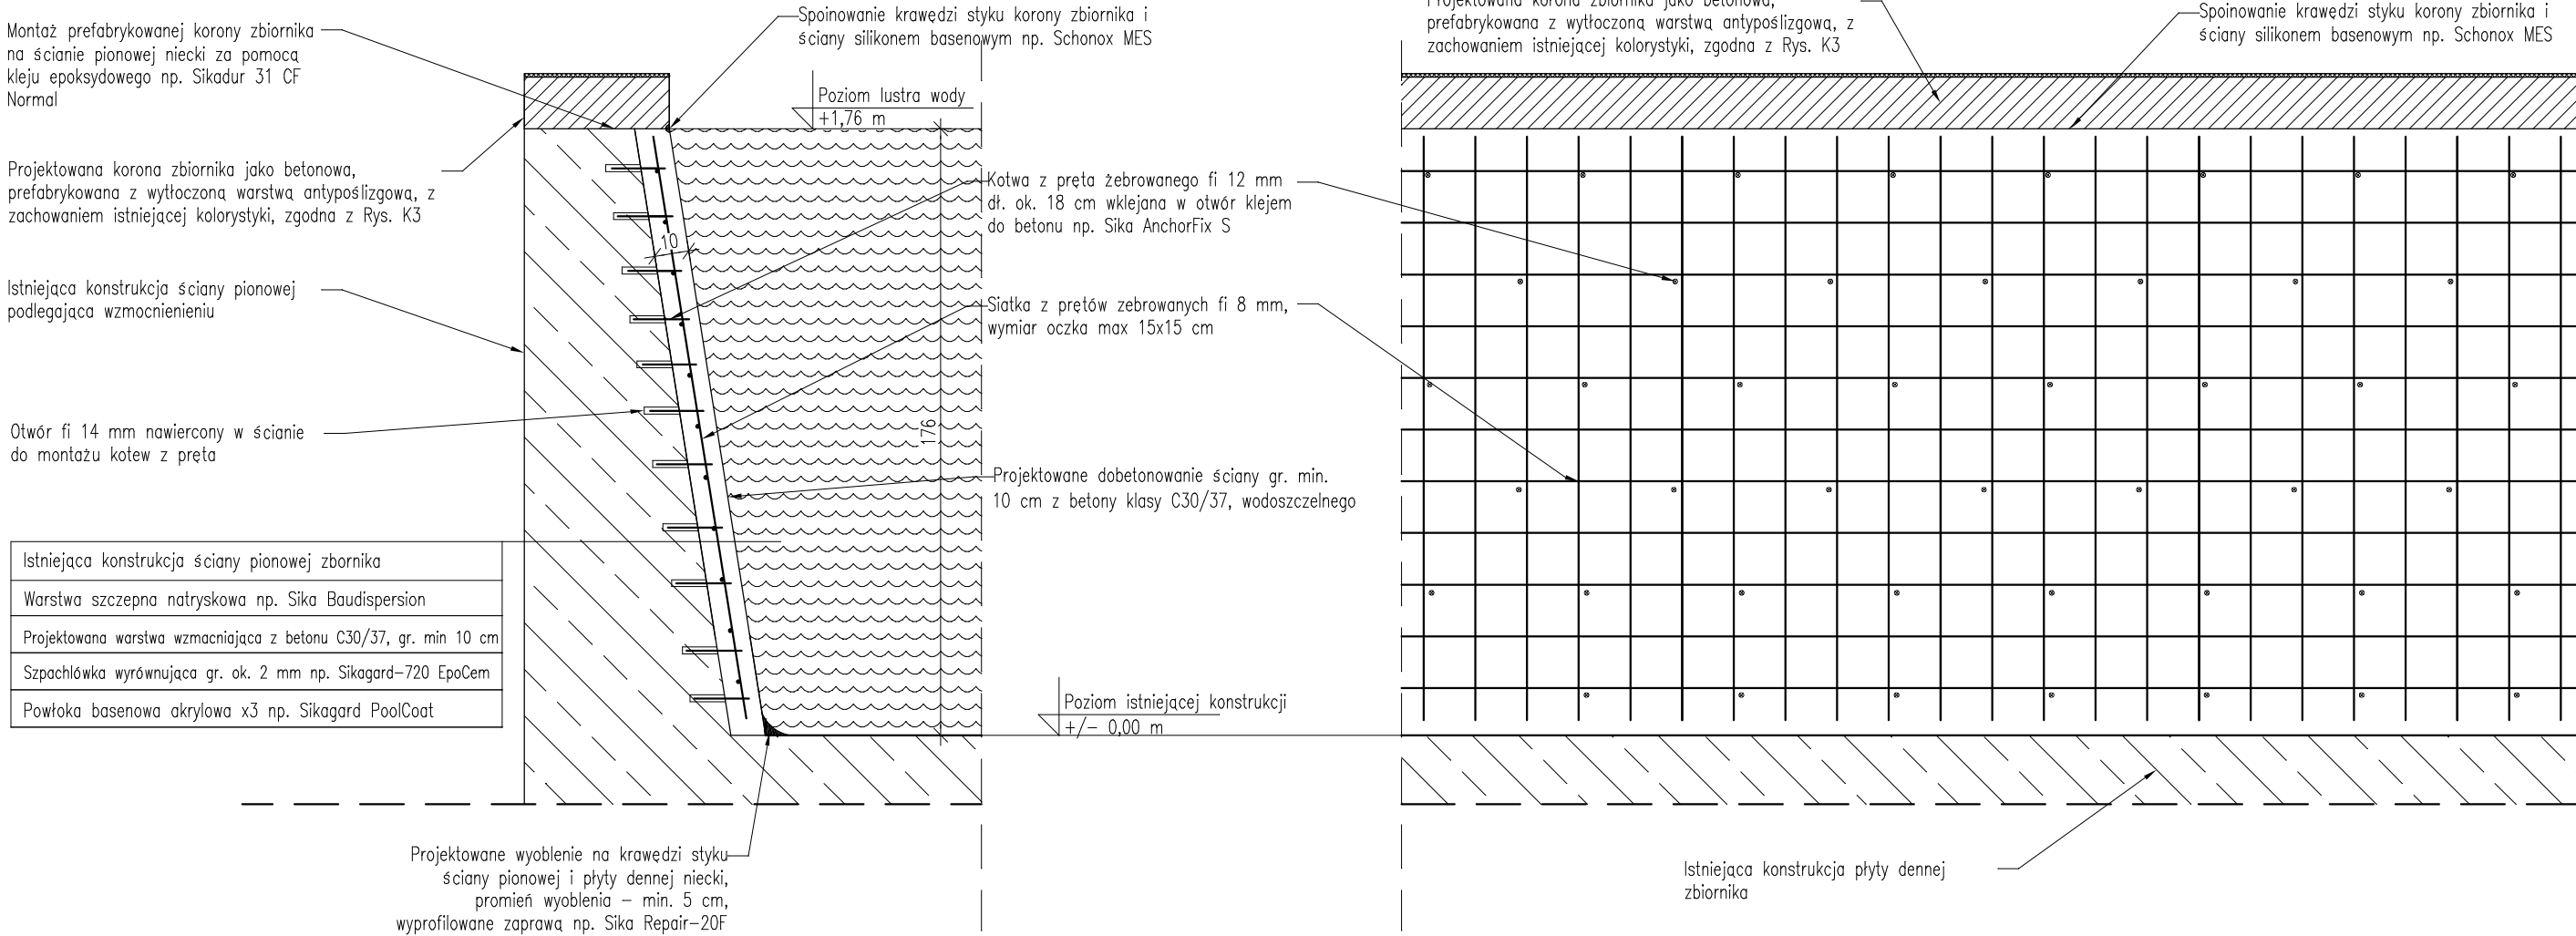 Montaż prefabrykowanej korony zbiornika
na ścianie pionowej niecki za pomocą
kleju epoksydowego np. Sikadur 31 CF
Normal
Projektowana korona zbiornika jako betonowa,
prefabrykowana z wytłoczoną warstwą antypoślizgową, z
zachowaniem istniejącej kolorystyki, zgodna z Rys. K3
Istniejąca konstrukcja ściany pionowej
podlegająca wzmocnienieniu
Otwór fi 14 mm nawiercony w ścianie
do montażu kotew z pręta
Istniejąca konstrukcja ściany pionowej zbornika
Warstwa szczepna natryskowa np. Sika Baudispersion
Projektowana warstwa wzmacniająca z betonu C30/37, gr. min 10 cm
Szpachlówka wyrównująca gr. ok. 2 mm np. Sikagard-720 EpoCem
Powłoka basenowa akrylowa x3 np. Sikagard PoolCoat
Spoinowanie krawędzi styku korony zbiornika i
ściany silikonem basenowym np. Schonox MES
Poziom lustra wody
+1,76 m
10
176
Kotwa z pręta żebrowanego fi 12 mm
dł. ok. 18 cm wklejana w otwór klejem
do betonu np. Sika AnchorFix S
Siatka z prętów zebrowanych fi 8 mm,
wymiar oczka max 15x15 cm
Projektowane dobetonowanie ściany gr. min.
10 cm z betony klasy C30/37, wodoszczelnego
Poziom istniejącej konstrukcji
+/- 0,00 m
Projektowane wyoblenie na krawędzi styku
ściany pionowej i płyty dennej niecki,
promień wyoblenia – min. 5 cm,
wyprofilowane zaprawą np. Sika Repair-20F
Projektowana korona zbiornika jako betonowa,
prefabrykowana z wytłoczoną warstwą antypoślizgową, z
zachowaniem istniejącej kolorystyki, zgodna z Rys. K3
Spoinowanie krawędzi styku korony zbiornika i
ściany silikonem basenowym np. Schonox MES
Istniejąca konstrukcja płyty dennej
zbiornika